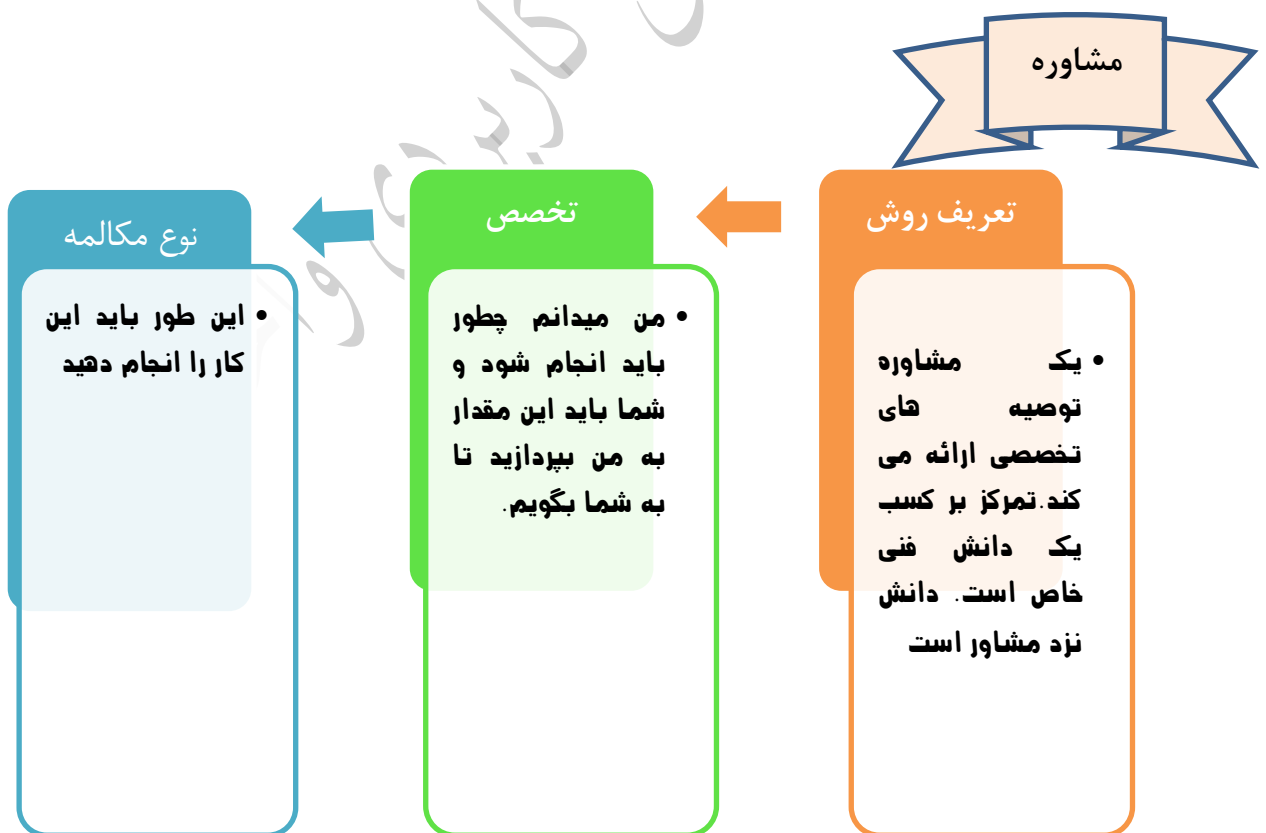 مشاوره
تعریف روش
یک مشاوره
توصیه های
تخصصی ارائه می
کند.تمرکز بر کسب
یک دانش فنی
خاص است. دانش
نزد مشاور است
تخصص
من میدانم چطور
باید انجام شود و
شما باید این مقدار
به من بپردازید تا
به شما بگویم.
نوع مکالمه
این طور باید این
کار را انجام دهید
کاربردی و